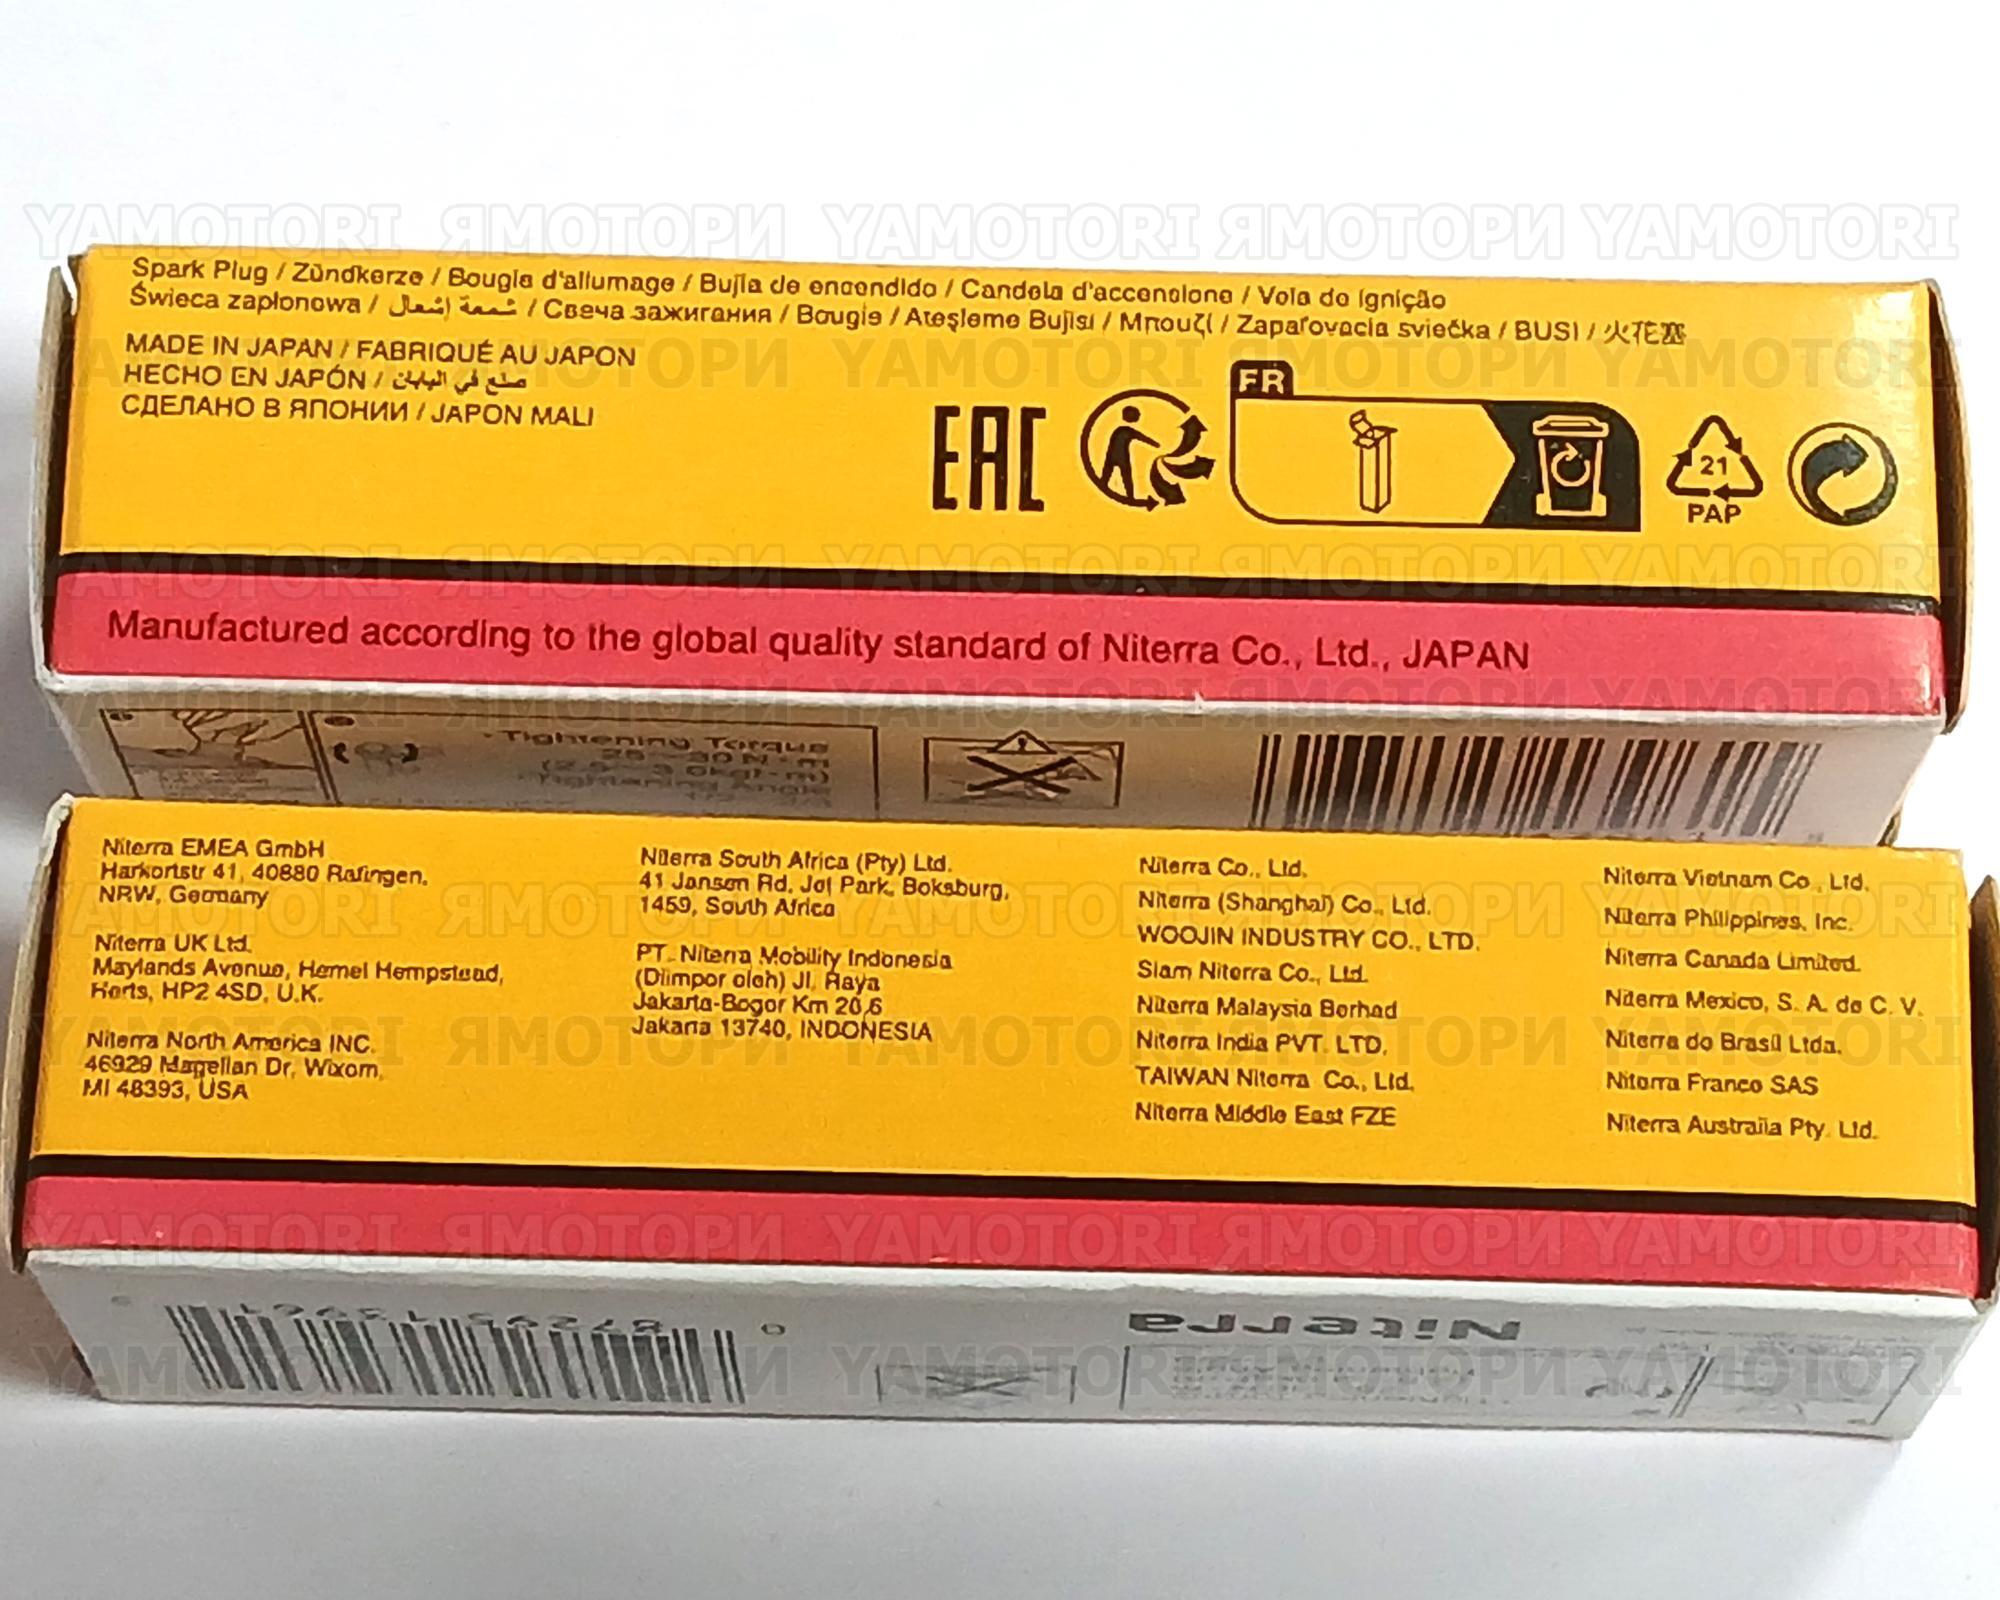 YAMOTORI ЯМОТОРИ YAMOTORI ЯМОТОРИ YAMOTORI
Spark Plug / Zündkerze / Bougie d'allumage / Bujía de encendido / Candela d'accensione / Vela de ignição
Świeca zapłonowa / شمعة إشعال / Свеча зажигания / Bougie / Ateşleme Bujisi / Μπουζί / Zapaľovacia sviečka / BUSI / 火花塞
MADE IN JAPAN / FABRIQUÉ AU JAPON
HECHO EN JAPÓN / صنع في اليابان
СДЕЛАНО В ЯПОНИИ / JAPON MALI
EAC
FR
21
PAP
Manufactured according to the global quality standard of Niterra Co., Ltd., JAPAN
Tightening Torque
25~30 N·m
(2.5~3.0kgf-m)
Tightening Angle
Niterra EMEA GmbH
Harkortstr 41, 40880 Ratingen,
NRW, Germany
Niterra UK Ltd.
Maylands Avenue, Hemel Hempstead,
Herts, HP2 4SD, U.K.
Niterra North America INC.
46929 Magellan Dr, Wixom,
MI 48393, USA
Niterra South Africa (Pty) Ltd.
41 Jansen Rd, Jet Park, Boksburg,
1459, South Africa
PT. Niterra Mobility Indonesia
(Diimpor oleh) Jl. Raya
Jakarta-Bogor Km 20,6
Jakarta 13740, INDONESIA
Niterra Co., Ltd.
Niterra (Shanghai) Co., Ltd.
WOOJIN INDUSTRY CO., LTD.
Siam Niterra Co., Ltd.
Niterra Malaysia Berhad
Niterra India PVT. LTD.
TAIWAN Niterra Co., Ltd.
Niterra Middle East FZE
Niterra Vietnam Co., Ltd.
Niterra Philippines, Inc.
Niterra Canada Limited.
Niterra Mexico, S. A. de C. V.
Niterra do Brasil Ltda.
Niterra France SAS
Niterra Australia Pty. Ltd.
Niterra